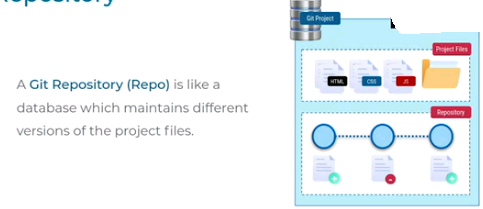 Repository
A Git Repository (Repo) is like a
database which maintains different
versions of the project files.
Git Project
Project Files
HTML
CSS
JS
Repository